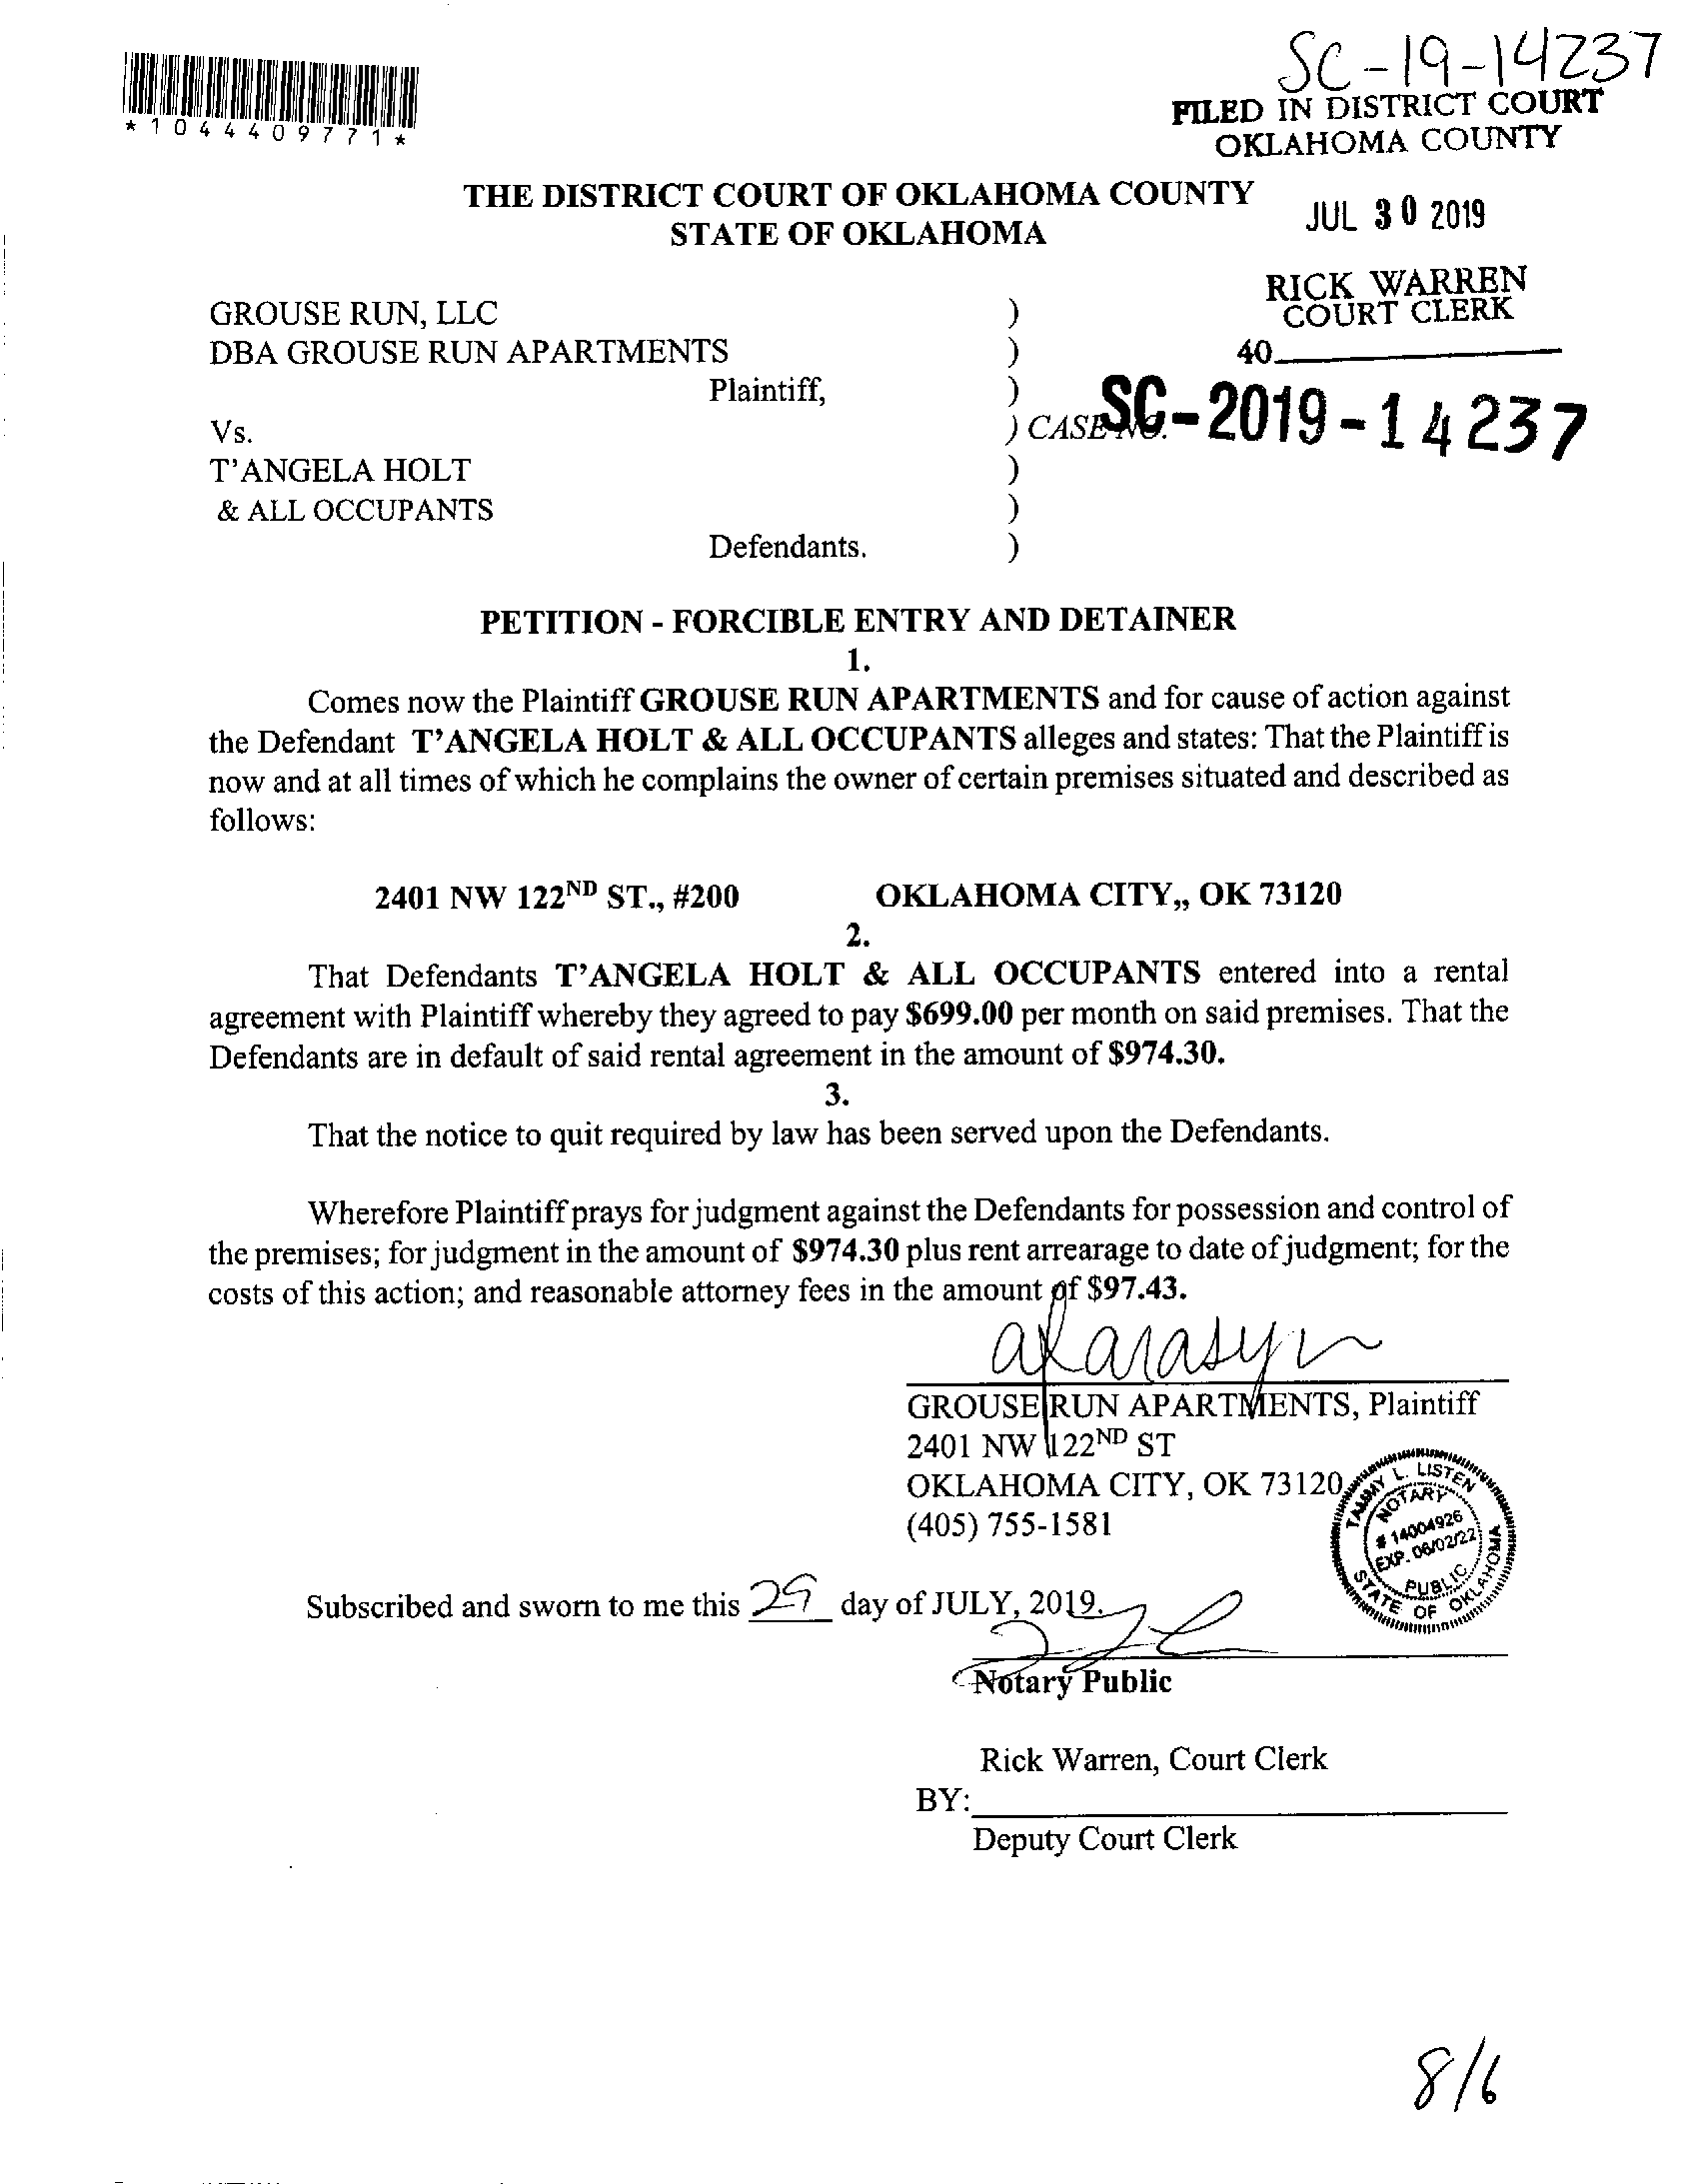 SC-19-14237
*1044409771*
FILED IN DISTRICT COURT
OKLAHOMA COUNTY
THE DISTRICT COURT OF OKLAHOMA COUNTY
STATE OF OKLAHOMA
JUL 30 2019
RICK WARREN
COURT CLERK
40
GROUSE RUN, LLC )
DBA GROUSE RUN APARTMENTS )
Plaintiff, )
Vs. ) CASE NO. SC-2019-14237
T'ANGELA HOLT )
& ALL OCCUPANTS )
Defendants. )
PETITION - FORCIBLE ENTRY AND DETAINER
1.
Comes now the Plaintiff GROUSE RUN APARTMENTS and for cause of action against
the Defendant T'ANGELA HOLT & ALL OCCUPANTS alleges and states: That the Plaintiff is
now and at all times of which he complains the owner of certain premises situated and described as
follows:
2401 NW 122ND ST., #200 OKLAHOMA CITY,, OK 73120
2.
That Defendants T'ANGELA HOLT & ALL OCCUPANTS entered into a rental
agreement with Plaintiff whereby they agreed to pay $699.00 per month on said premises. That the
Defendants are in default of said rental agreement in the amount of $974.30.
3.
That the notice to quit required by law has been served upon the Defendants.
Wherefore Plaintiff prays for judgment against the Defendants for possession and control of
the premises; for judgment in the amount of $974.30 plus rent arrearage to date of judgment; for the
costs of this action; and reasonable attorney fees in the amount of $97.43.
GROUSE RUN APARTMENTS, Plaintiff
2401 NW 122ND ST
OKLAHOMA CITY, OK 73120
(405) 755-1581
TAMMY L. LISTEN
NOTARY
# 14004926
EXP. 06/02/22
PUBLIC
STATE OF OKLAHOMA
Subscribed and sworn to me this 29 day of JULY, 2019.
Notary Public
Rick Warren, Court Clerk
BY:
Deputy Court Clerk
8/6